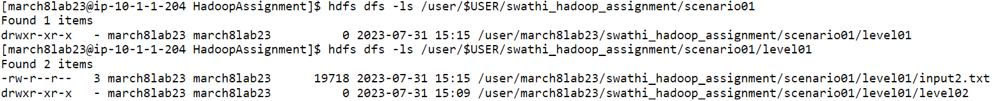 [march8lab23@ip-10-1-1-204 HadoopAssignment]$ hdfs dfs -ls /user/$USER/swathi_hadoop_assignment/scenario01
Found 1 items
drwxr-xr-x   - march8lab23 march8lab23          0 2023-07-31 15:15 /user/march8lab23/swathi_hadoop_assignment/scenario01/level01
[march8lab23@ip-10-1-1-204 HadoopAssignment]$ hdfs dfs -ls /user/$USER/swathi_hadoop_assignment/scenario01/level01
Found 2 items
-rw-r--r--   3 march8lab23 march8lab23      19718 2023-07-31 15:15 /user/march8lab23/swathi_hadoop_assignment/scenario01/level01/input2.txt
drwxr-xr-x   - march8lab23 march8lab23          0 2023-07-31 15:09 /user/march8lab23/swathi_hadoop_assignment/scenario01/level01/level02